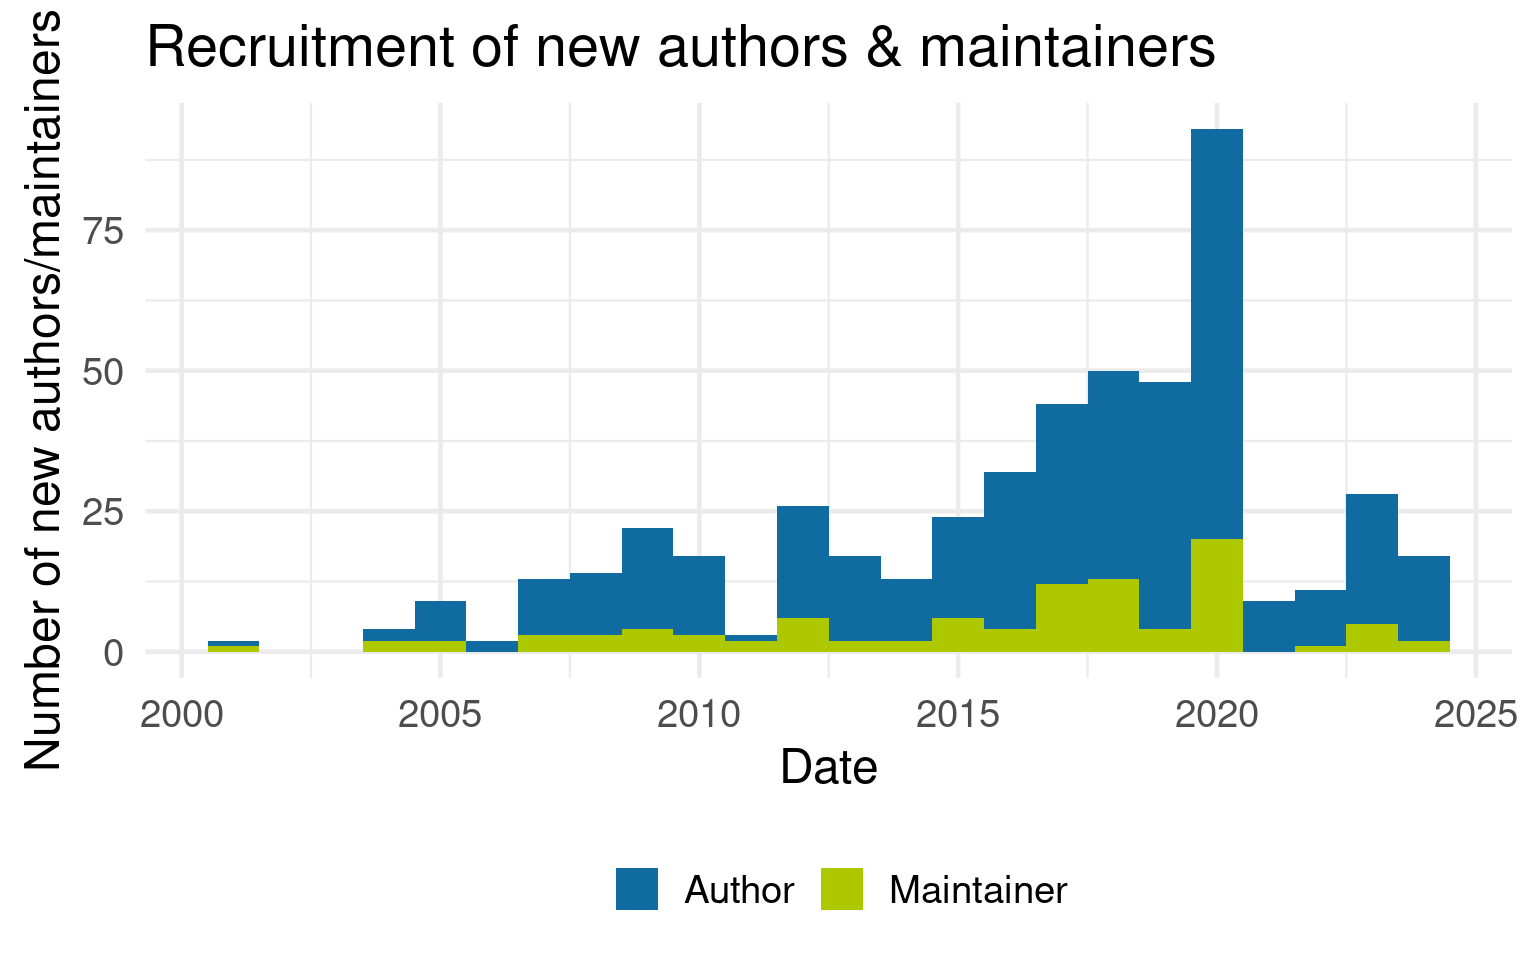 Recruitment of new authors & maintainers
Number of new authors/maintainers
75
50
25
0
2000 2005 2010 2015 2020 2025
Date
Author Maintainer